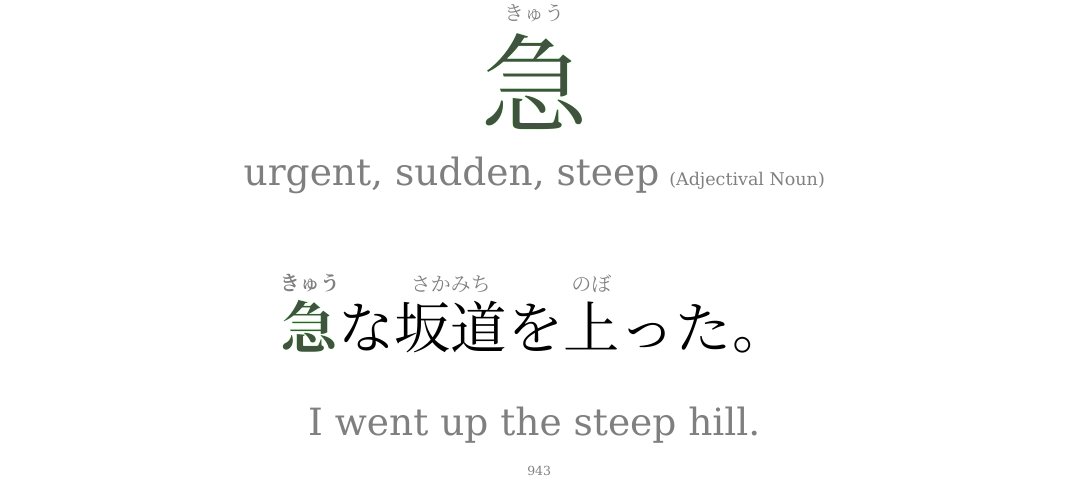 きゅう
急
urgent, sudden, steep (Adjectival Noun)
きゅう さかみち のぼ
急な坂道を上った。
I went up the steep hill.
943